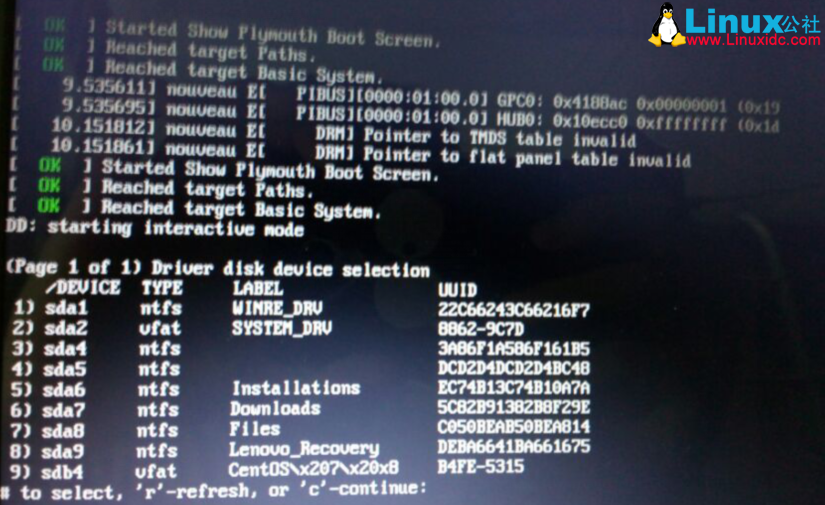 Linux公社
www.Linuxidc.com
[ OK ] Started Show Plymouth Boot Screen.
[ OK ] Reached target Paths.
[ OK ] Reached target Basic System.
[ 9.535611] nouveau E[ PIBUS][0000:01:00.0] GPC0: 0x4188ac 0x00000001 (0x19
[ 9.535695] nouveau E[ PIBUS][0000:01:00.0] HUB0: 0x10ecc0 0xffffffff (0x1d
[ 10.151812] nouveau E[ DRM] Pointer to TMDS table invalid
[ 10.151861] nouveau E[ DRM] Pointer to flat panel table invalid
[ OK ] Started Show Plymouth Boot Screen.
[ OK ] Reached target Paths.
[ OK ] Reached target Basic System.
DD: starting interactive mode
(Page 1 of 1) Driver disk device selection
/DEVICE TYPE LABEL UUID
1) sda1 ntfs WINRE_DRV 22C66243C66216F7
2) sda2 vfat SYSTEM_DRV 8862-9C7D
3) sda4 ntfs 3A86F1A586F161B5
4) sda5 ntfs DCD2D4DCD2D4BC48
5) sda6 ntfs Installations EC74B13C74B10A7A
6) sda7 ntfs Downloads 5C82B91382B8F29E
7) sda8 ntfs Files C050BEAB50BEA814
8) sda9 ntfs Lenovo_Recovery DEBA6641BA661675
9) sdb4 vfat CentOS\x207\x20x8 B4FE-5315
# to select, 'r'-refresh, or 'c'-continue: